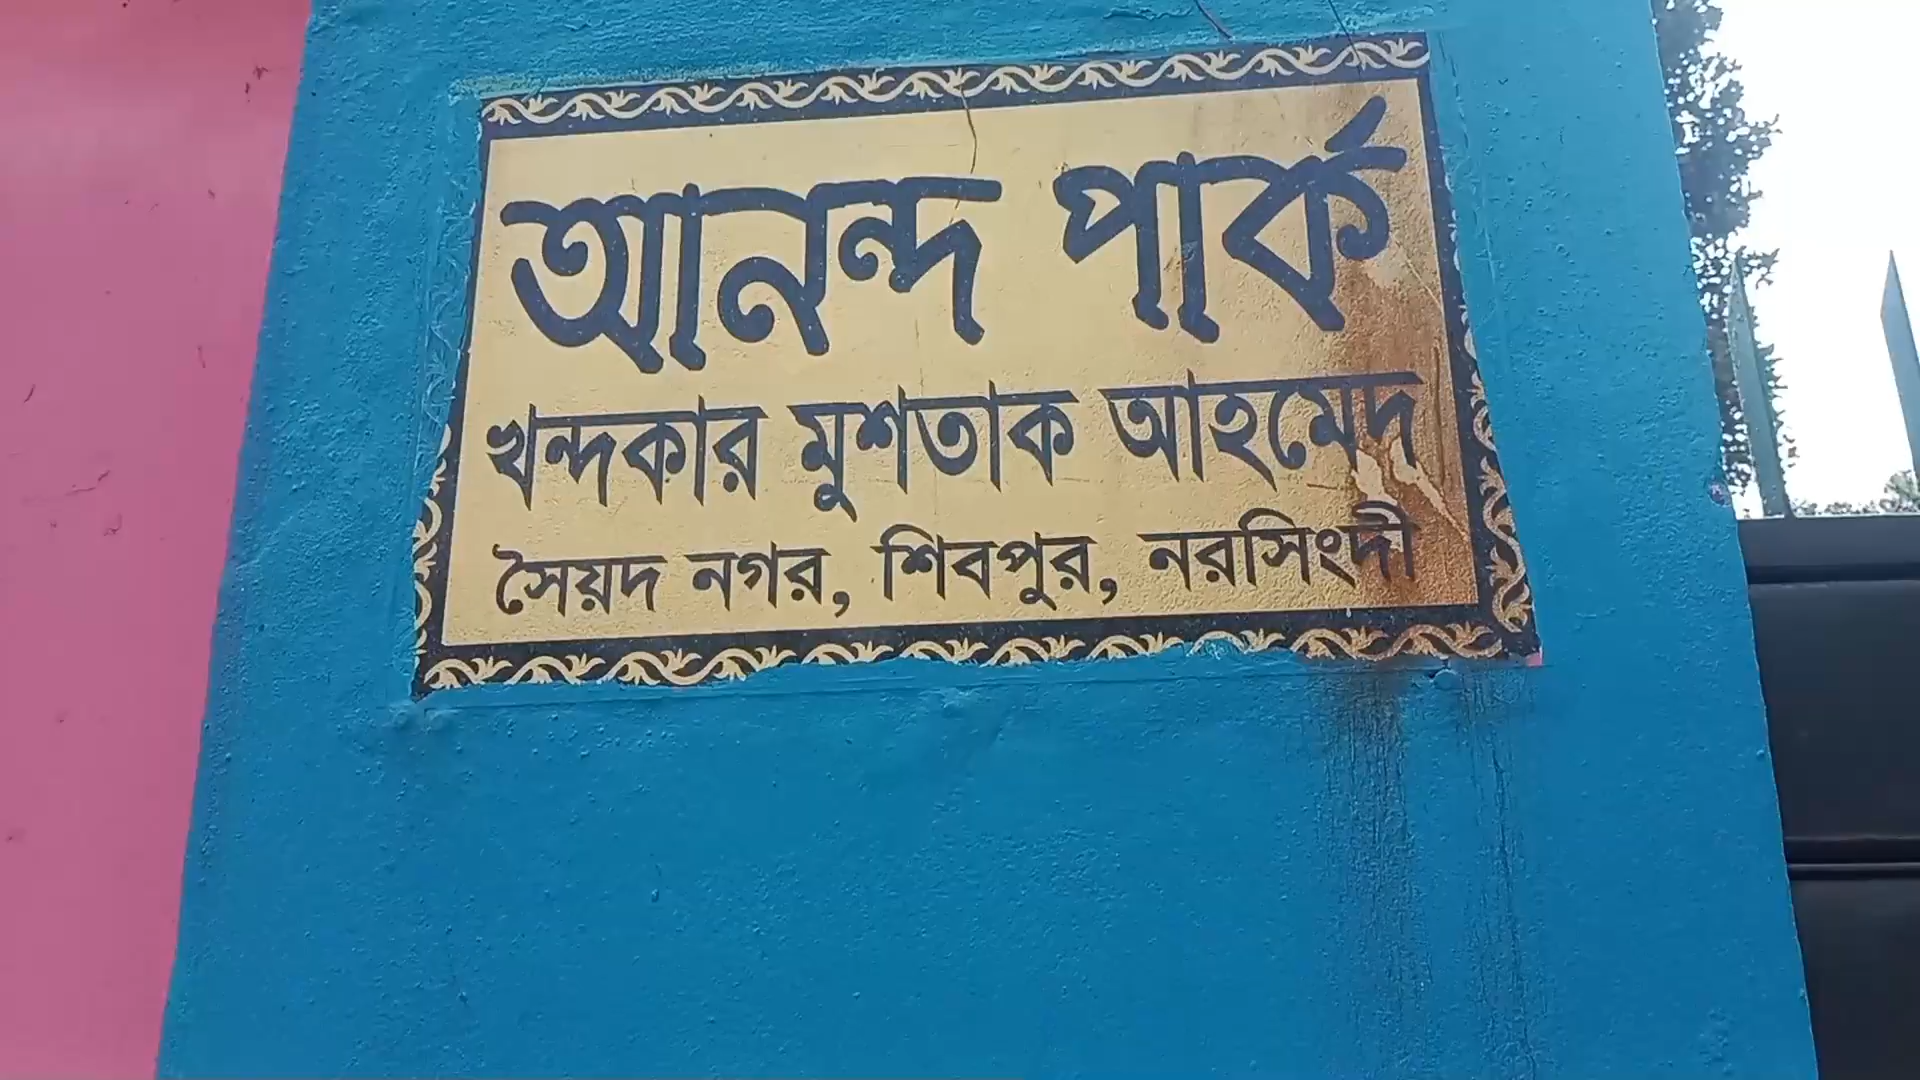 আনন্দ পার্ক
খন্দকার মুশতাক আহমেদ
সৈয়দ নগর, শিবপুর, নরসিংদী